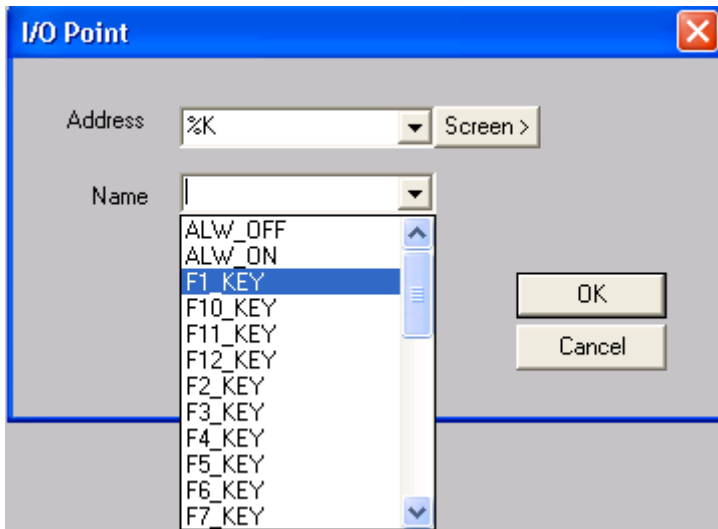 I/O Point
Address %K Screen >
Name
ALW_OFF
ALW_ON
F1_KEY
F10_KEY
F11_KEY
F12_KEY
F2_KEY
F3_KEY
F4_KEY
F5_KEY
F6_KEY
F7_KEY
OK
Cancel